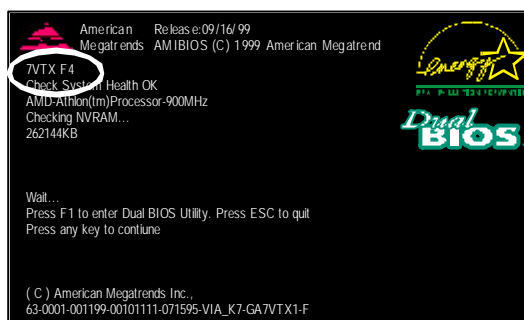 American Release:09/16/99
Megatrends AMIBIOS (C) 1999 American Megatrend
energy
7VTX F4
Check System Health OK
AMD-Athlon(tm)Processor-900MHz
Checking NVRAM...
262144KB
Dual
BIOS
Wait...
Press F1 to enter Dual BIOS Utility. Press ESC to quit
Press any key to contiune
( C ) American Megatrends Inc.,
63-0001-001199-00101111-071595-VIA_K7-GA7VTX1-F